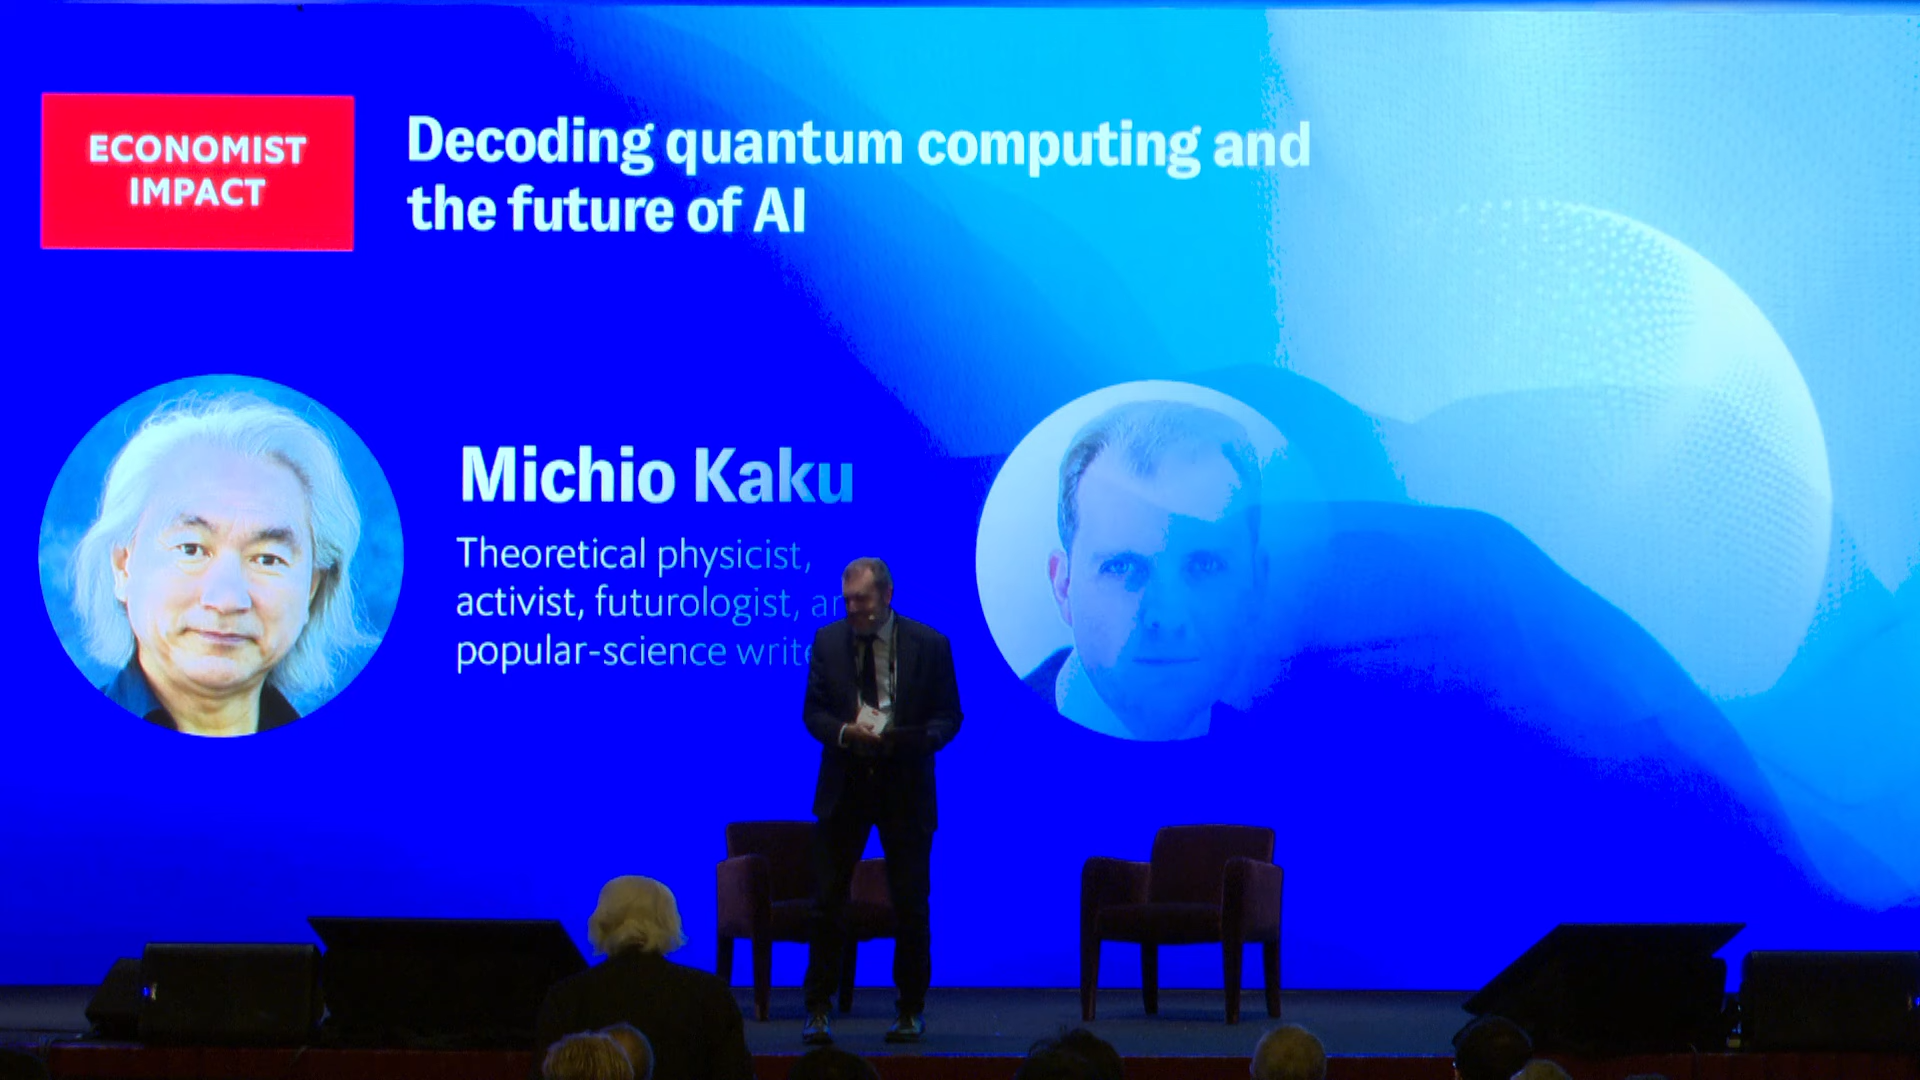 ECONOMIST
IMPACT
Decoding quantum computing and
the future of AI
Michio Kaku
Theoretical physicist,
activist, futurologist,
popular-science